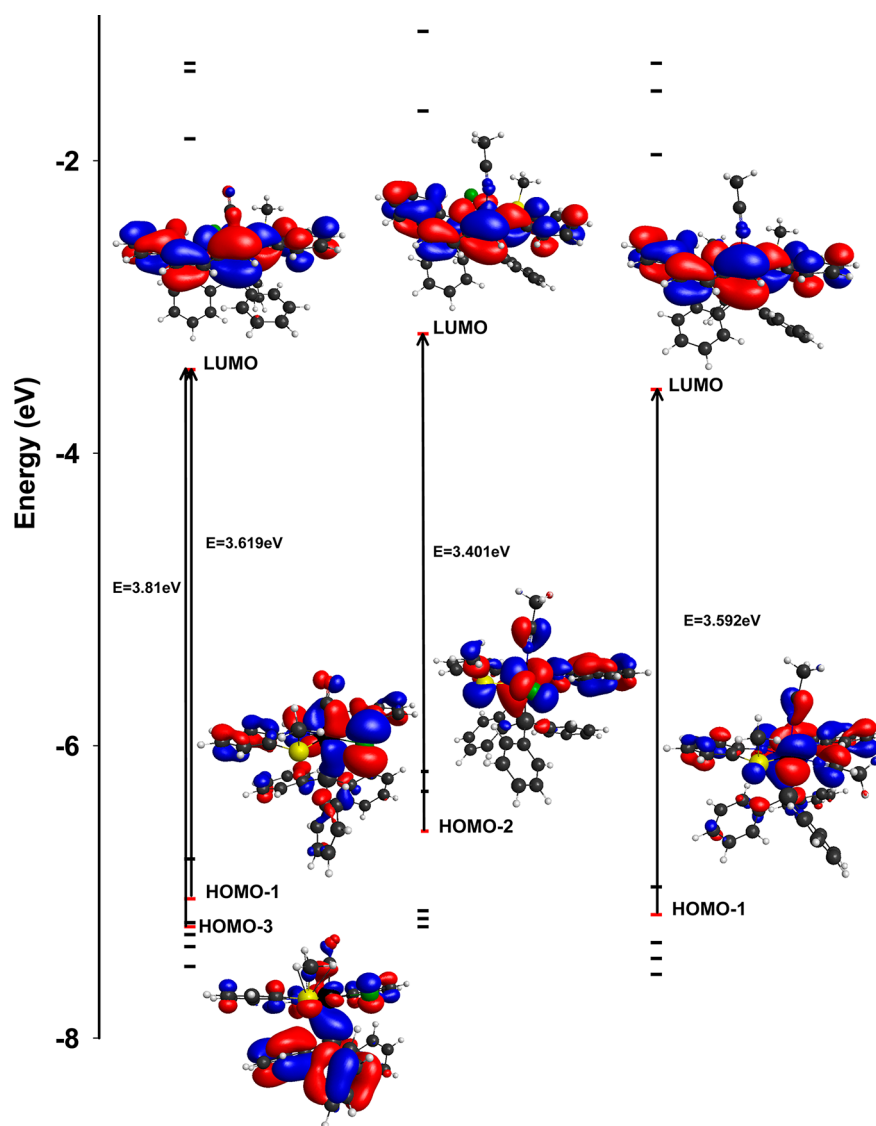 -2
LUMO
LUMO
LUMO
Energy (eV)
-4
E=3.619eV
E=3.401eV
E=3.81eV
E=3.592eV
-6
HOMO-2
HOMO-1
HOMO-1
HOMO-3
-8